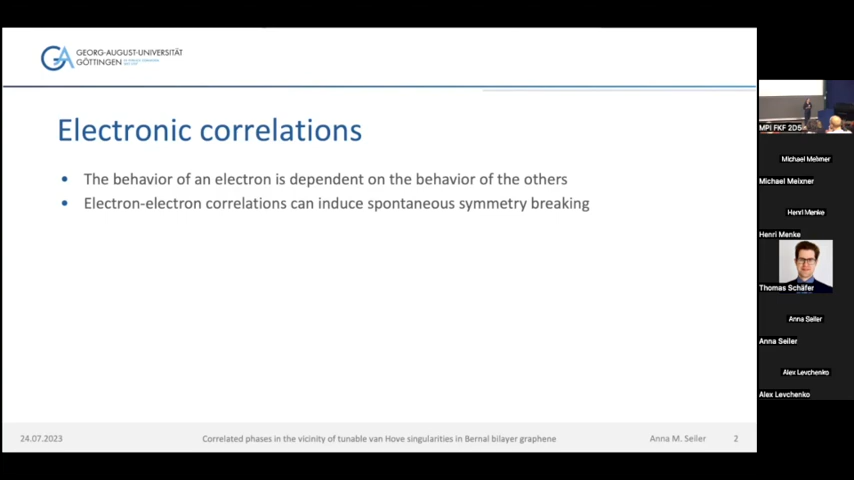 GEORG-AUGUST-UNIVERSITÄT
GÖTTINGEN
Electronic correlations
• The behavior of an electron is dependent on the behavior of the others
• Electron-electron correlations can induce spontaneous symmetry breaking
24.07.2023
Correlated phases in the vicinity of tunable van Hove singularities in Bernal bilayer graphene
Anna M. Seiler
2
MPI FKF 2D5
Michael Meixner
Michael Meixner
Henri Menke
Henri Menke
Thomas Schäfer
Anna Seiler
Anna Seiler
Alex Levchenko
Alex Levchenko